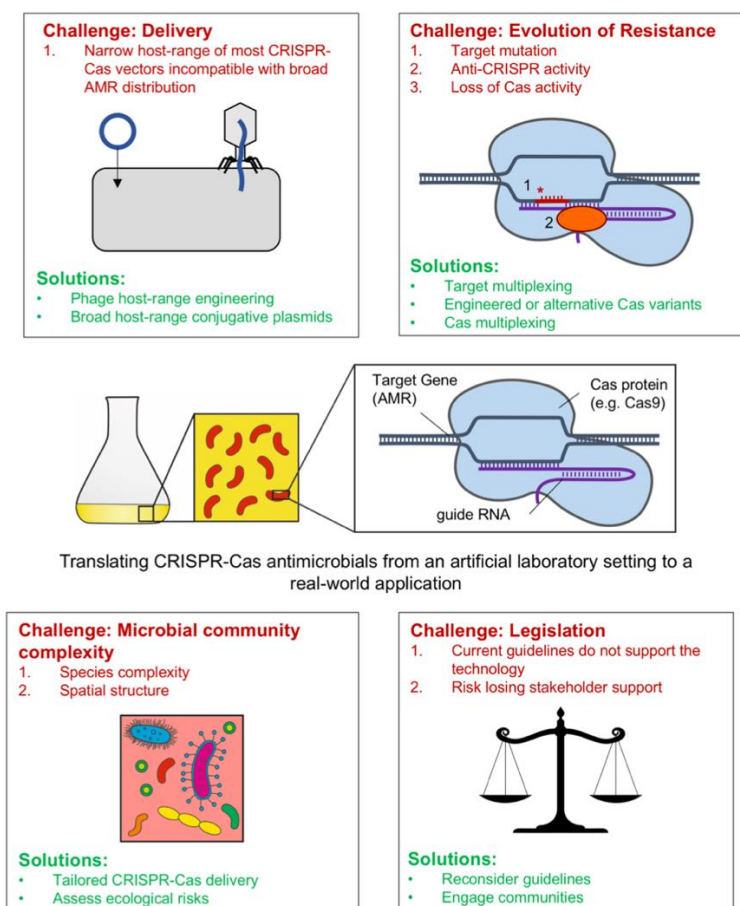 Challenge: Delivery
1. Narrow host-range of most CRISPR-
Cas vectors incompatible with broad
AMR distribution
Solutions:
• Phage host-range engineering
• Broad host-range conjugative plasmids
Challenge: Evolution of Resistance
1. Target mutation
2. Anti-CRISPR activity
3. Loss of Cas activity
1
*
2
Solutions:
• Target multiplexing
• Engineered or alternative Cas variants
• Cas multiplexing
Target Gene
(AMR)
Cas protein
(e.g. Cas9)
guide RNA
Translating CRISPR-Cas antimicrobials from an artificial laboratory setting to a
real-world application
Challenge: Microbial community
complexity
1. Species complexity
2. Spatial structure
Solutions:
• Tailored CRISPR-Cas delivery
• Assess ecological risks
Challenge: Legislation
1. Current guidelines do not support the
technology
2. Risk losing stakeholder support
Solutions:
• Reconsider guidelines
• Engage communities